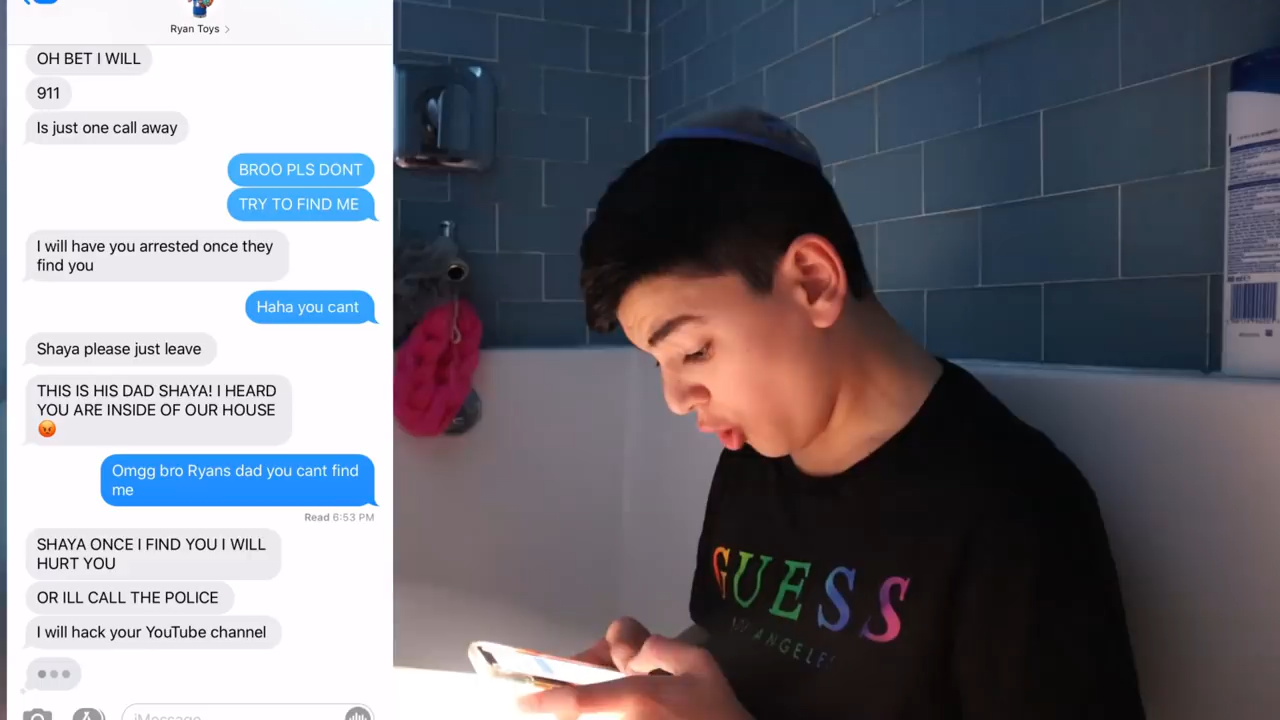 Ryan Toys
OH BET I WILL
911
Is just one call away
BROO PLS DONT
TRY TO FIND ME
I will have you arrested once they
find you
Haha you cant
Shaya please just leave
THIS IS HIS DAD SHAYA! I HEARD
YOU ARE INSIDE OF OUR HOUSE
😡
Omgg bro Ryans dad you cant find
me
Read 6:53 PM
SHAYA ONCE I FIND YOU I WILL
HURT YOU
OR ILL CALL THE POLICE
I will hack your YouTube channel
iMessage
GUESS